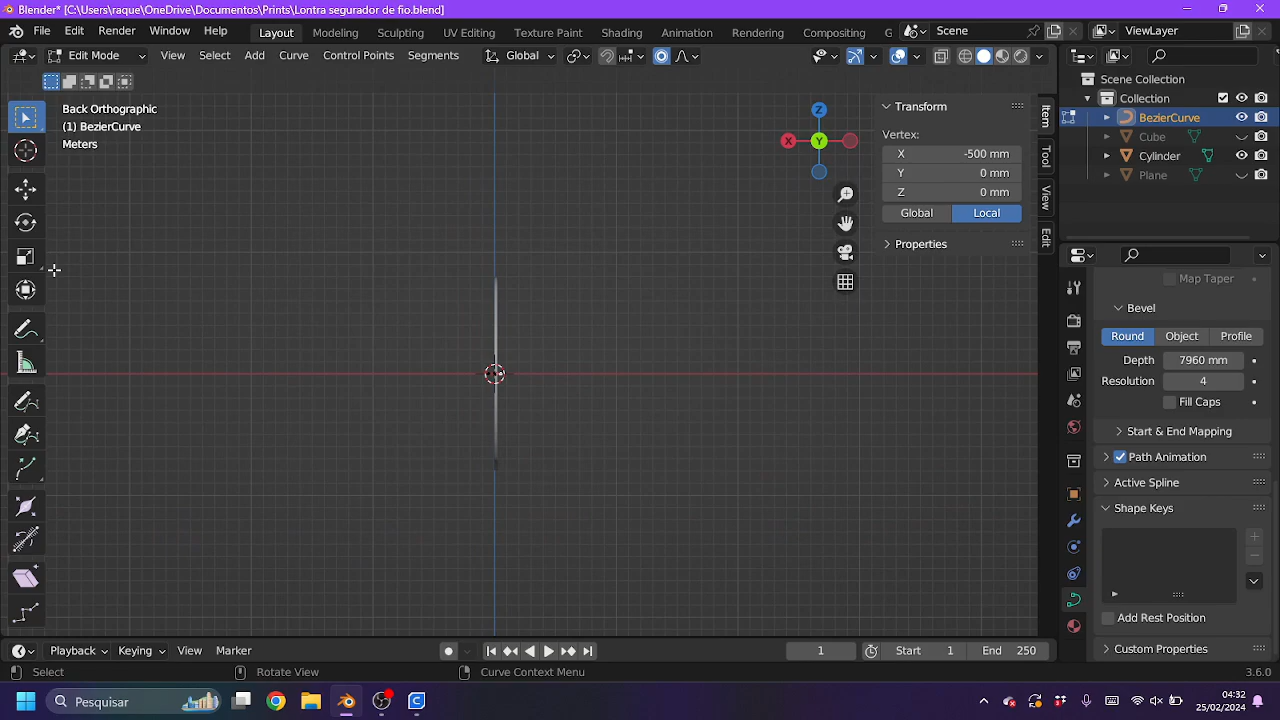 Blender* [C:\Users\raque\OneDrive\Documentos\Prints\Lontra segurador de fio.blend]
File Edit Render Window Help Layout Modeling Sculpting UV Editing Texture Paint Shading Animation Rendering Compositing G Scene ViewLayer
Edit Mode View Select Add Curve Control Points Segments Global
Back Orthographic
(1) BezierCurve
Meters
Z
X
Y
Transform
Vertex:
X -500 mm
Y 0 mm
Z 0 mm
Global Local
Properties
Item
Tool
View
Edit
Scene Collection
Collection
BezierCurve
Cube
Cylinder
Plane
Map Taper
Bevel
Round Object Profile
Depth 7960 mm
Resolution 4
Fill Caps
Start & End Mapping
Path Animation
Active Spline
Shape Keys
Add Rest Position
Custom Properties
Playback Keying View Marker 1 Start 1 End 250
Select Rotate View Curve Context Menu 3.6.0
Pesquisar
04:32
25/02/2024